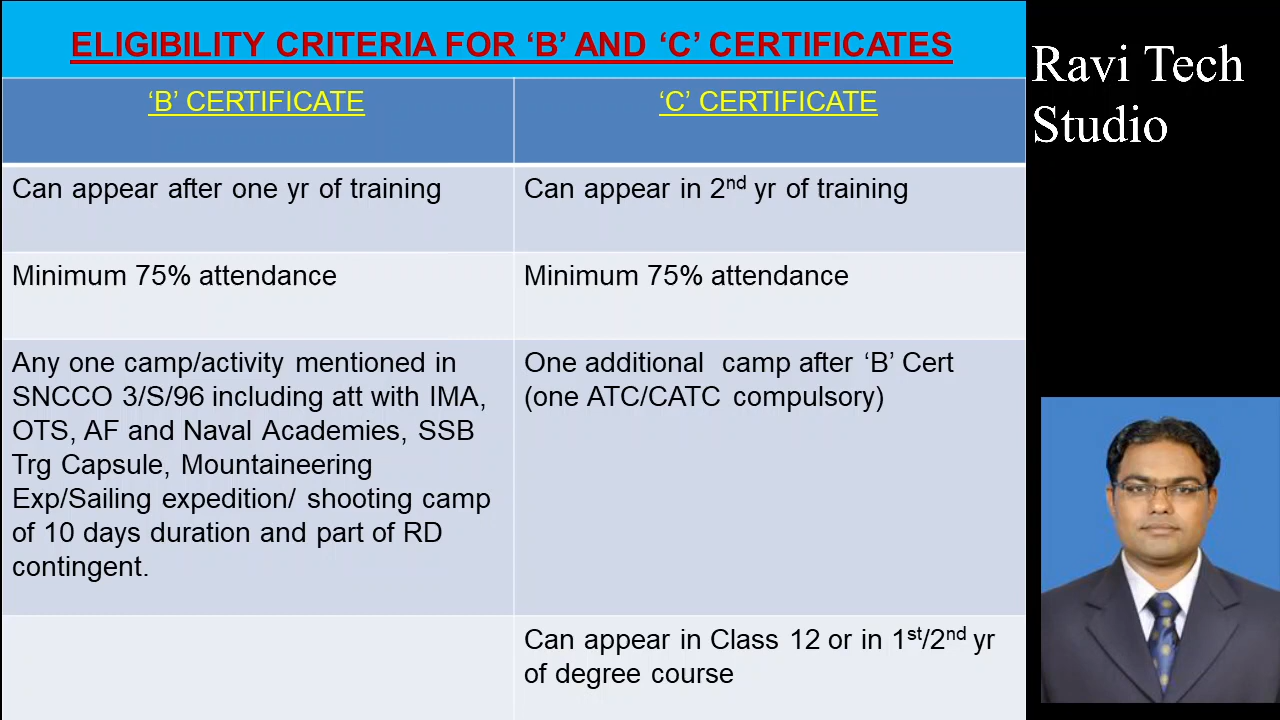 ELIGIBILITY CRITERIA FOR ‘B’ AND ‘C’ CERTIFICATES
‘B’ CERTIFICATE
‘C’ CERTIFICATE
Can appear after one yr of training
Can appear in 2nd yr of training
Minimum 75% attendance
Minimum 75% attendance
Any one camp/activity mentioned in
SNCCO 3/S/96 including att with IMA,
OTS, AF and Naval Academies, SSB
Trg Capsule, Mountaineering
Exp/Sailing expedition/ shooting camp
of 10 days duration and part of RD
contingent.
One additional camp after ‘B’ Cert
(one ATC/CATC compulsory)
Can appear in Class 12 or in 1st/2nd yr
of degree course
Ravi Tech
Studio